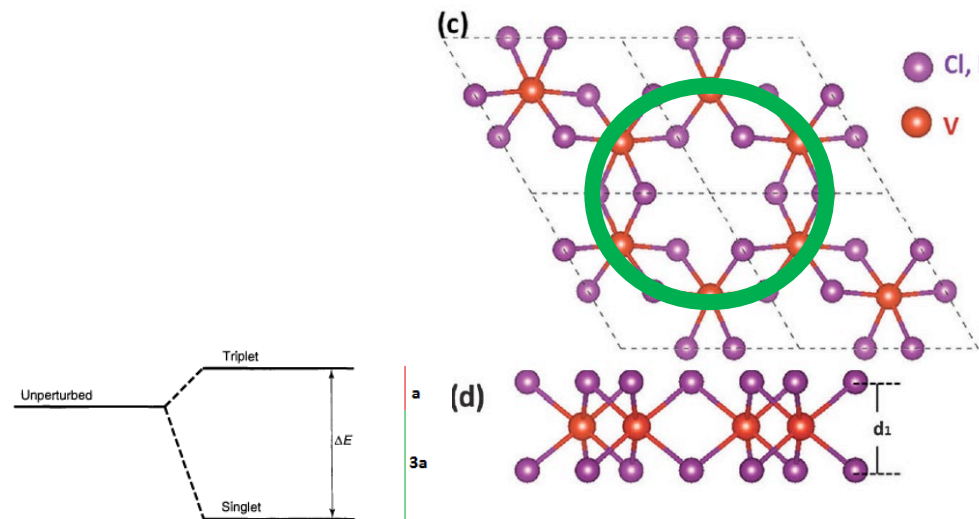 (c)
Cl,
V
Triplet
Unperturbed
ΔE
a
3a
Singlet
(d)
d₁